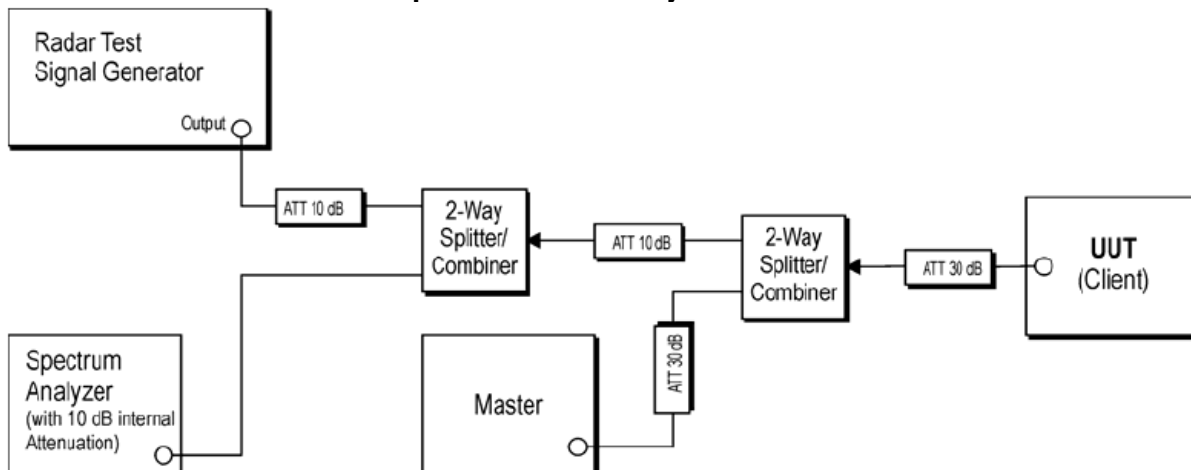 Radar Test
Signal Generator
Output
ATT 10 dB
2-Way
Splitter/
Combiner
ATT 10 dB
2-Way
Splitter/
Combiner
ATT 30 dB
UUT
(Client)
Spectrum
Analyzer
(with 10 dB internal
Attenuation)
Master
ATT 30 dB